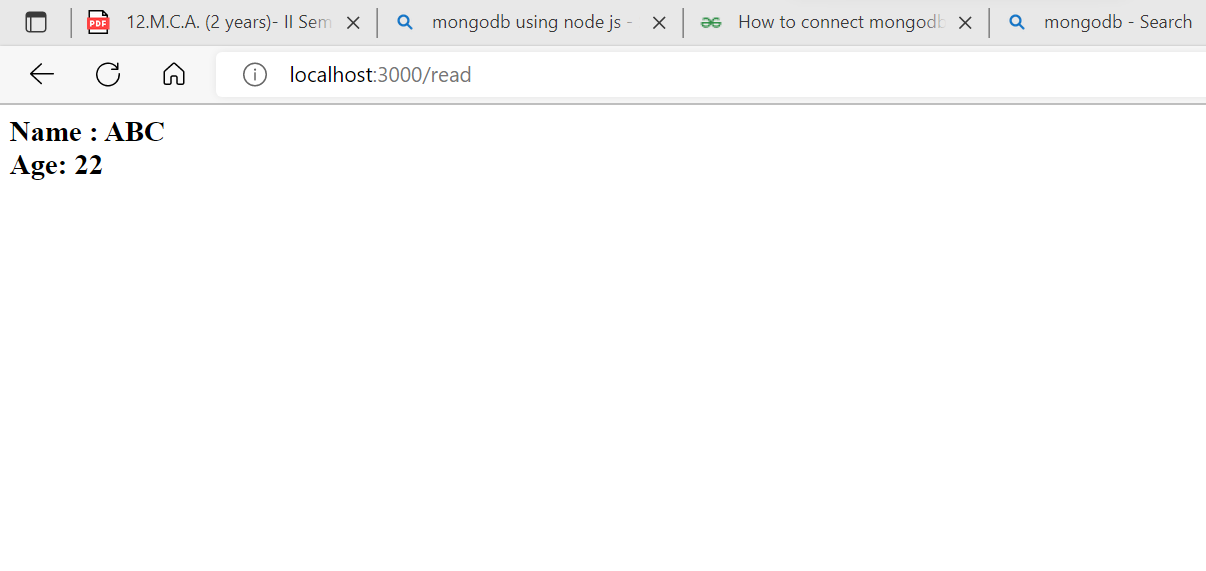 12.M.C.A. (2 years)- II Sem
mongodb using node js -
How to connect mongodb
mongodb - Search
localhost:3000/read
Name : ABC
Age: 22